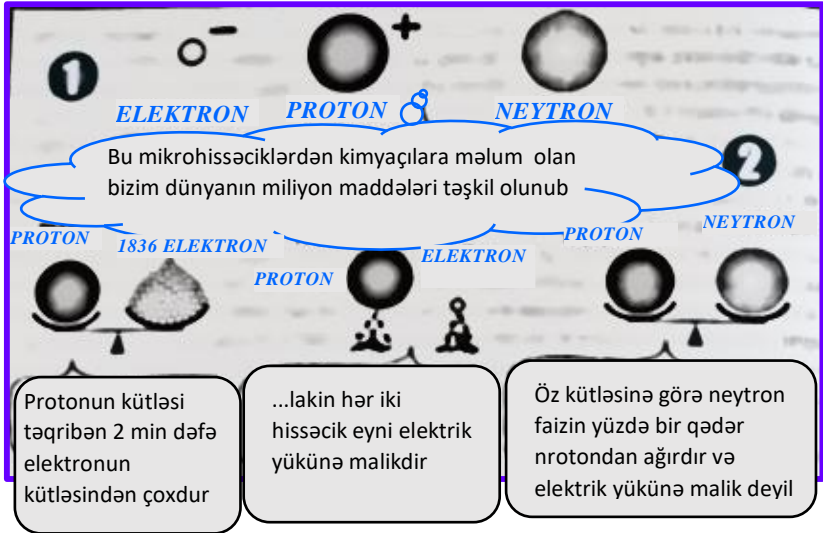 1
−
+
ELEKTRON PROTON NEYTRON
Bu mikrohissəciklərdən kimyaçılara məlum olan
bizim dünyanın miliyon maddələri təşkil olunub
2
PROTON 1836 ELEKTRON
PROTON ELEKTRON
PROTON NEYTRON
Protonun kütləsi
təqribən 2 min dəfə
elektronun
kütləsindən çoxdur
...lakin hər iki
hissəcik eyni elektrik
yükünə malikdir
Öz kütləsinə görə neytron
faizin yüzdə bir qədər
nrotondan ağırdır və
elektrik yükünə malik deyil